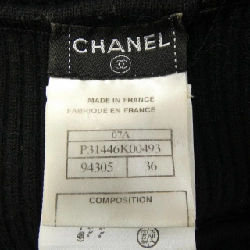 CHANEL
MADE IN FRANCE
FABRIQUE EN FRANCE
07A
P31446K00493
94305 36
COMPOSITION